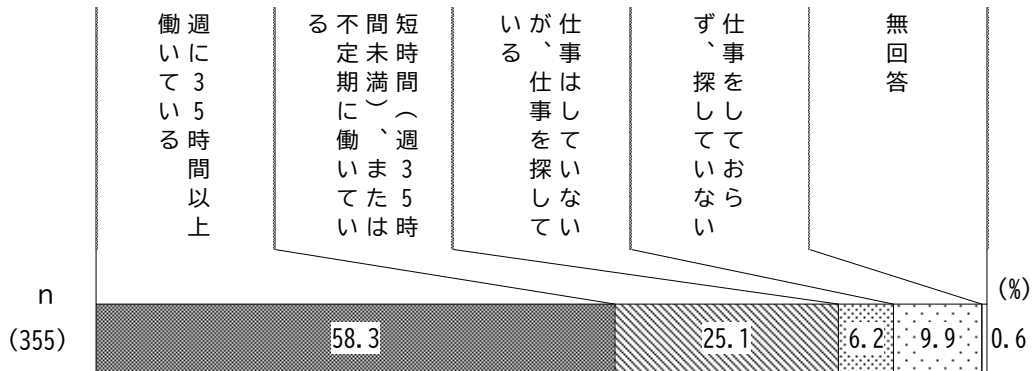 週に35時間以上
働いている
短時間（週35時
間未満）、または
不定期に働いてい
る
仕事はしていない
が、仕事を探して
いる
仕事をしておら
ず、探していない
無回答
n
(%)
(355)
58.3
25.1
6.2
9.9
0.6